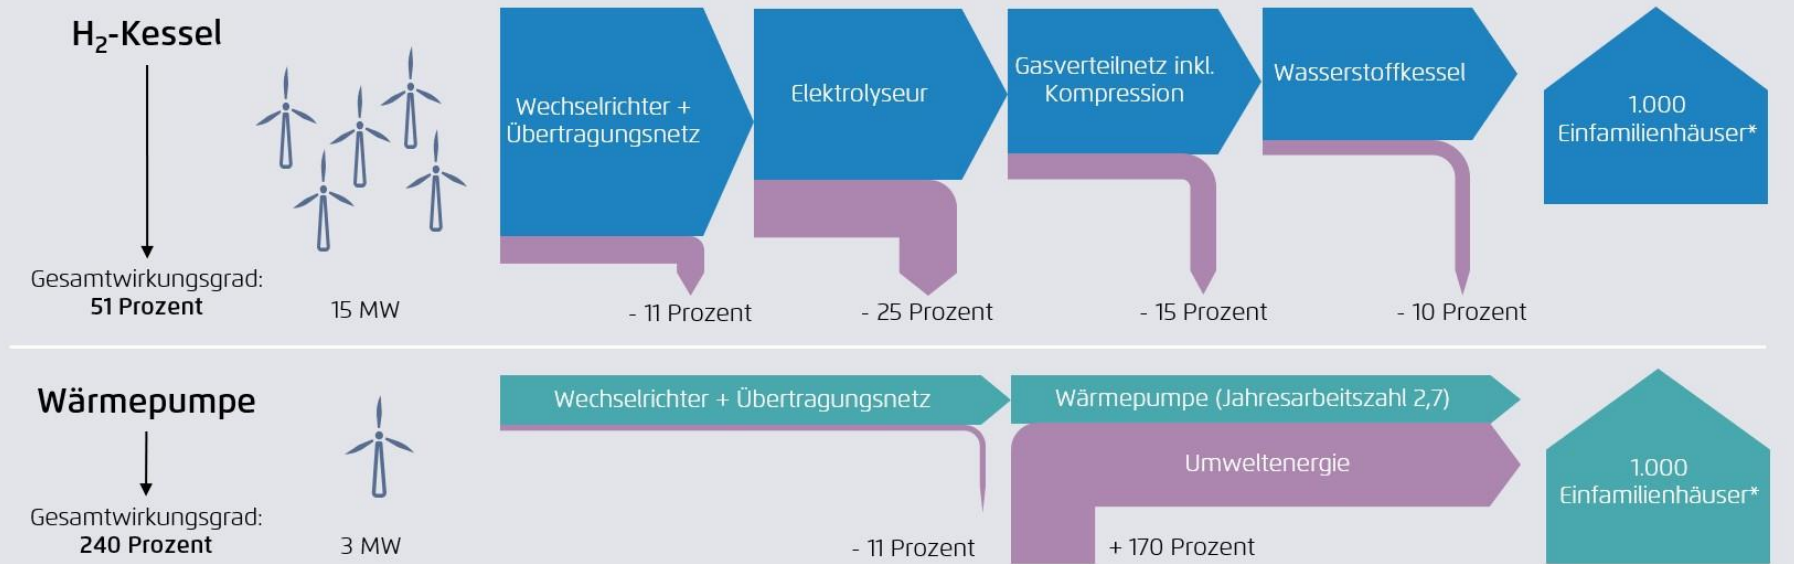 H₂-Kessel
Gesamtwirkungsgrad:
51 Prozent
15 MW
Wechselrichter +
Übertragungsnetz
- 11 Prozent
Elektrolyseur
- 25 Prozent
Gasverteilnetz inkl.
Kompression
- 15 Prozent
Wasserstoffkessel
- 10 Prozent
1.000
Einfamilienhäuser*
Wärmepumpe
Gesamtwirkungsgrad:
240 Prozent
3 MW
Wechselrichter + Übertragungsnetz
- 11 Prozent
Wärmepumpe (Jahresarbeitszahl 2,7)
Umweltenergie
+ 170 Prozent
1.000
Einfamilienhäuser*